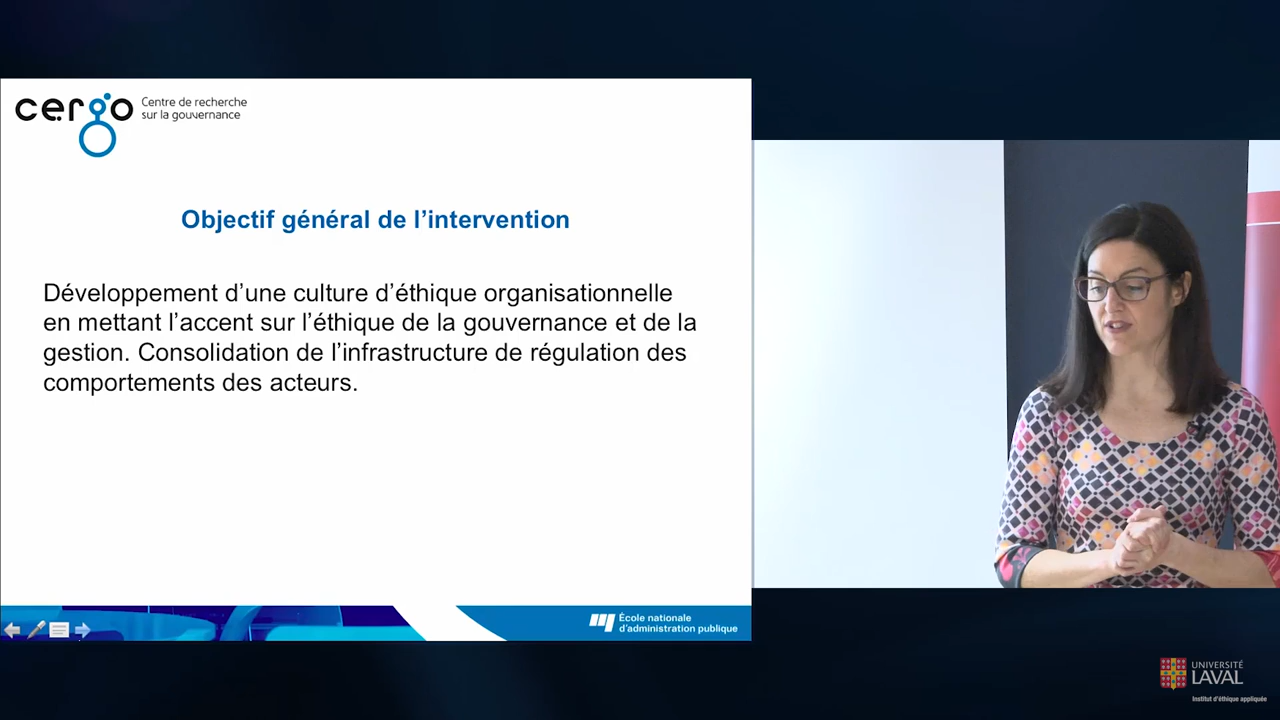 cergo
Centre de recherche
sur la gouvernance
Objectif général de l’intervention
Développement d’une culture d’éthique organisationnelle
en mettant l’accent sur l’éthique de la gouvernance et de la
gestion. Consolidation de l’infrastructure de régulation des
comportements des acteurs.
École nationale
d’administration publique
UNIVERSITÉ
LAVAL
Institut d’éthique appliquée